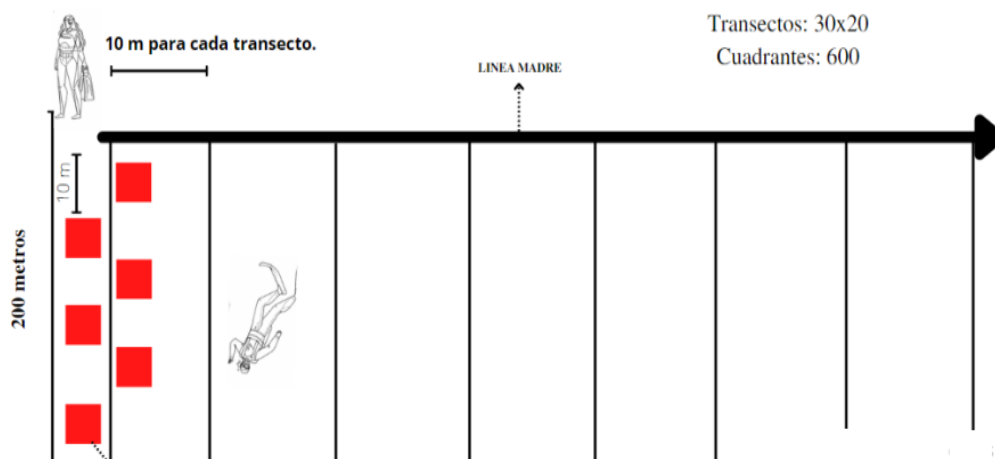 Transectos: 30x20
Cuadrantes: 600
10 m para cada transecto.
LINEA MADRE
10 m
200 metros